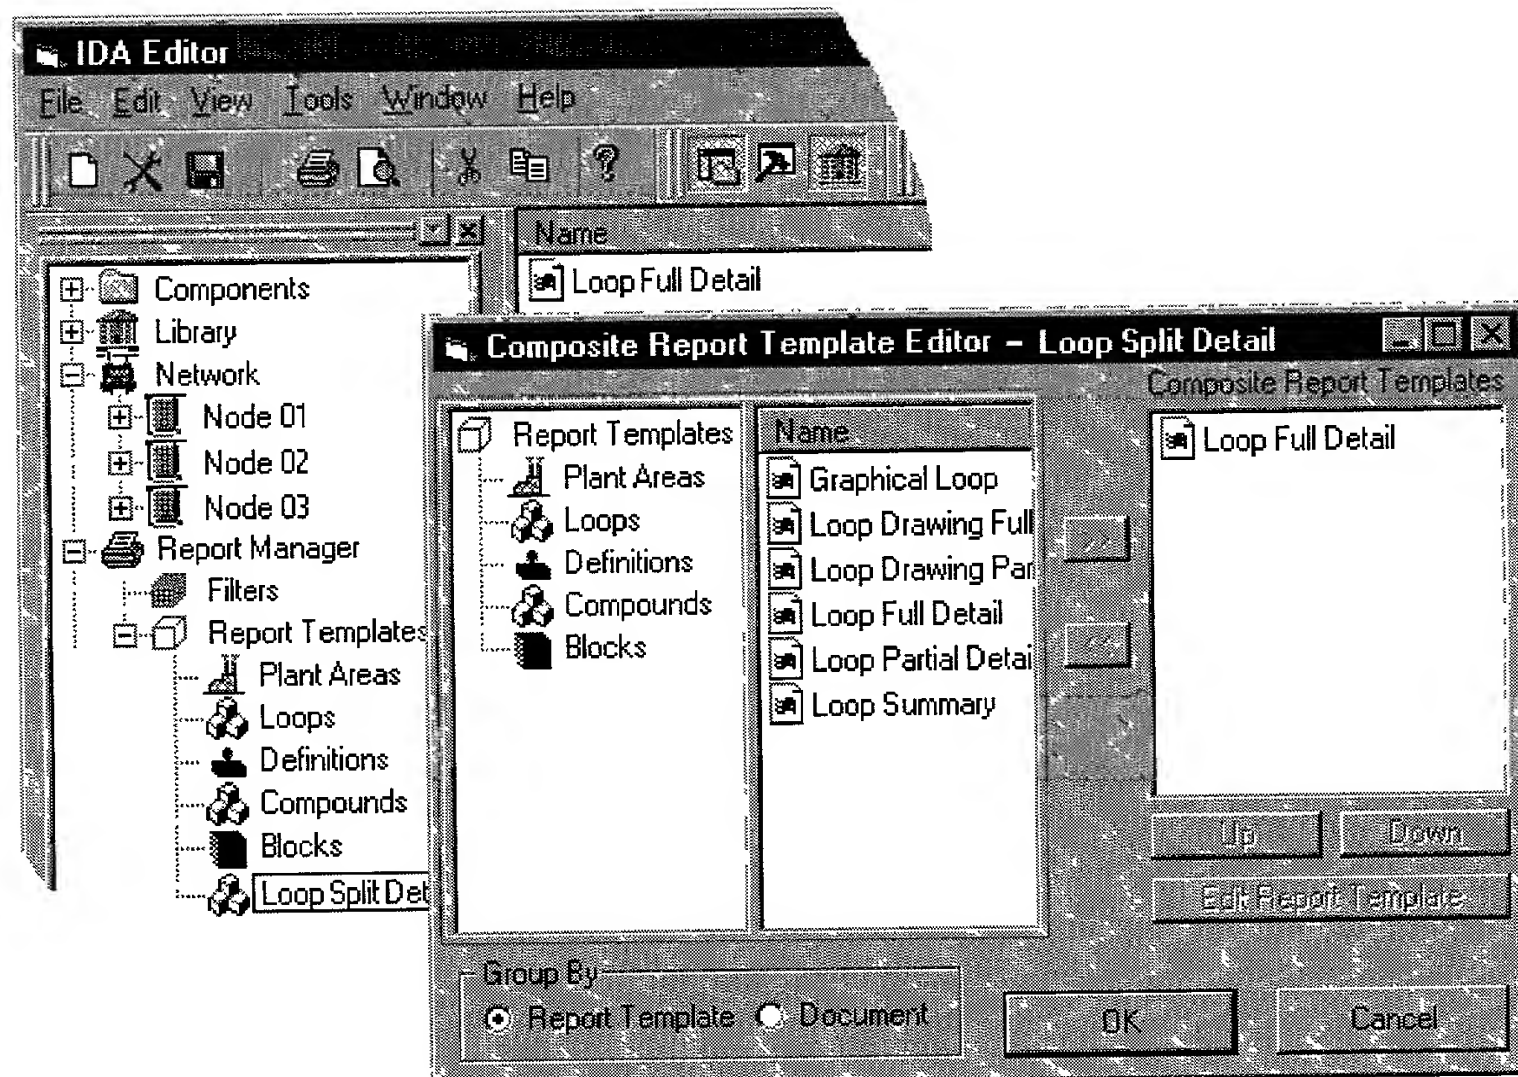 IDA Editor
File Edit View Tools Window Help
Name
Loop Full Detail
Components
Library
Network
Node 01
Node 02
Node 03
Report Manager
Filters
Report Templates
Plant Areas
Loops
Definitions
Compounds
Blocks
Loop Split Det
Composite Report Template Editor – Loop Split Detail
Report Templates
Plant Areas
Loops
Definitions
Compounds
Blocks
Name
Graphical Loop
Loop Drawing Full
Loop Drawing Par
Loop Full Detail
Loop Partial Detai
Loop Summary
>>
<<
Composite Report Templates
Loop Full Detail
Up Down
Edit Report Template
Group By
Report Template Document
OK Cancel